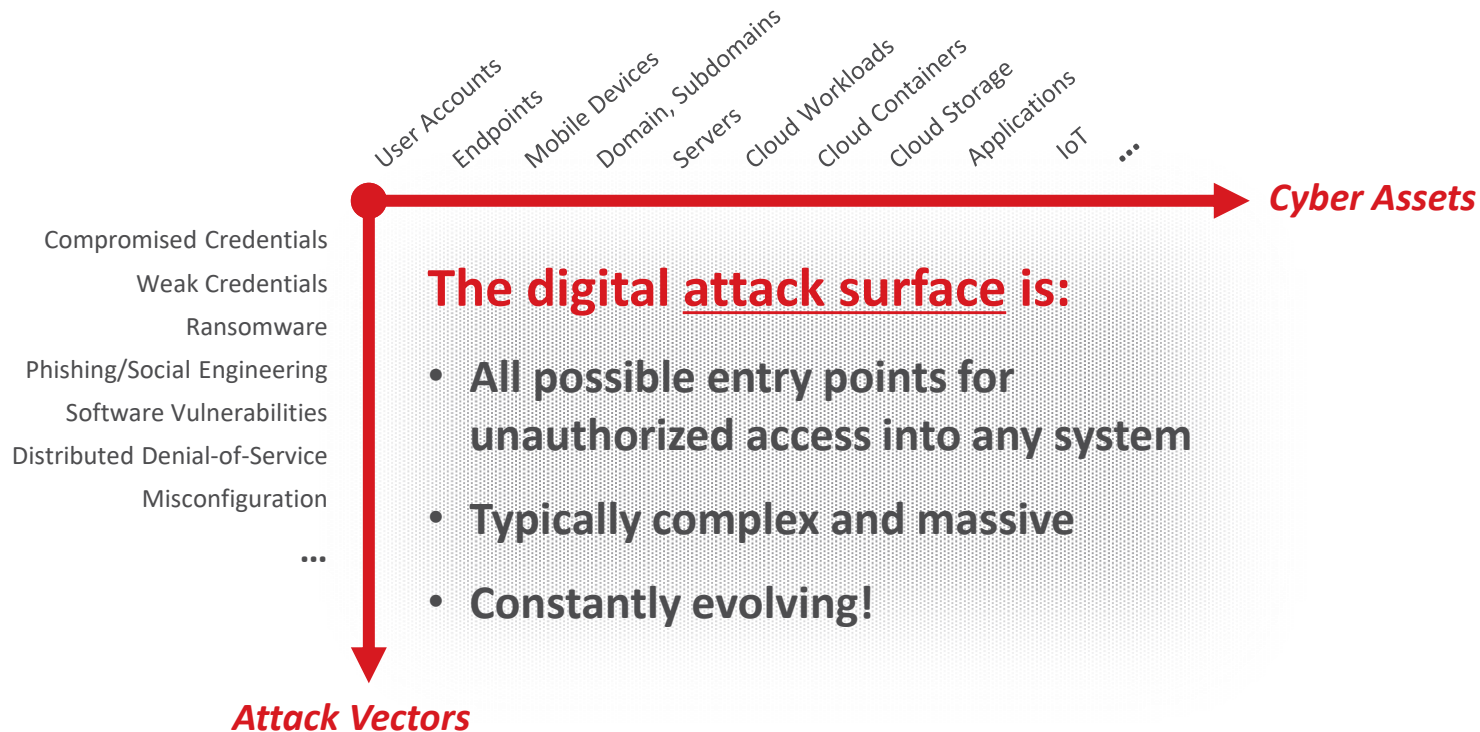 User Accounts
Endpoints
Mobile Devices
Domain, Subdomains
Servers
Cloud Workloads
Cloud Containers
Cloud Storage
Applications
IoT
...
Cyber Assets
Compromised Credentials
Weak Credentials
Ransomware
Phishing/Social Engineering
Software Vulnerabilities
Distributed Denial-of-Service
Misconfiguration
...
The digital attack surface is:
• All possible entry points for
unauthorized access into any system
• Typically complex and massive
• Constantly evolving!
Attack Vectors